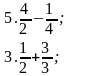 5. 4/2 − 1/4;
3. 1/2 + 3/3;